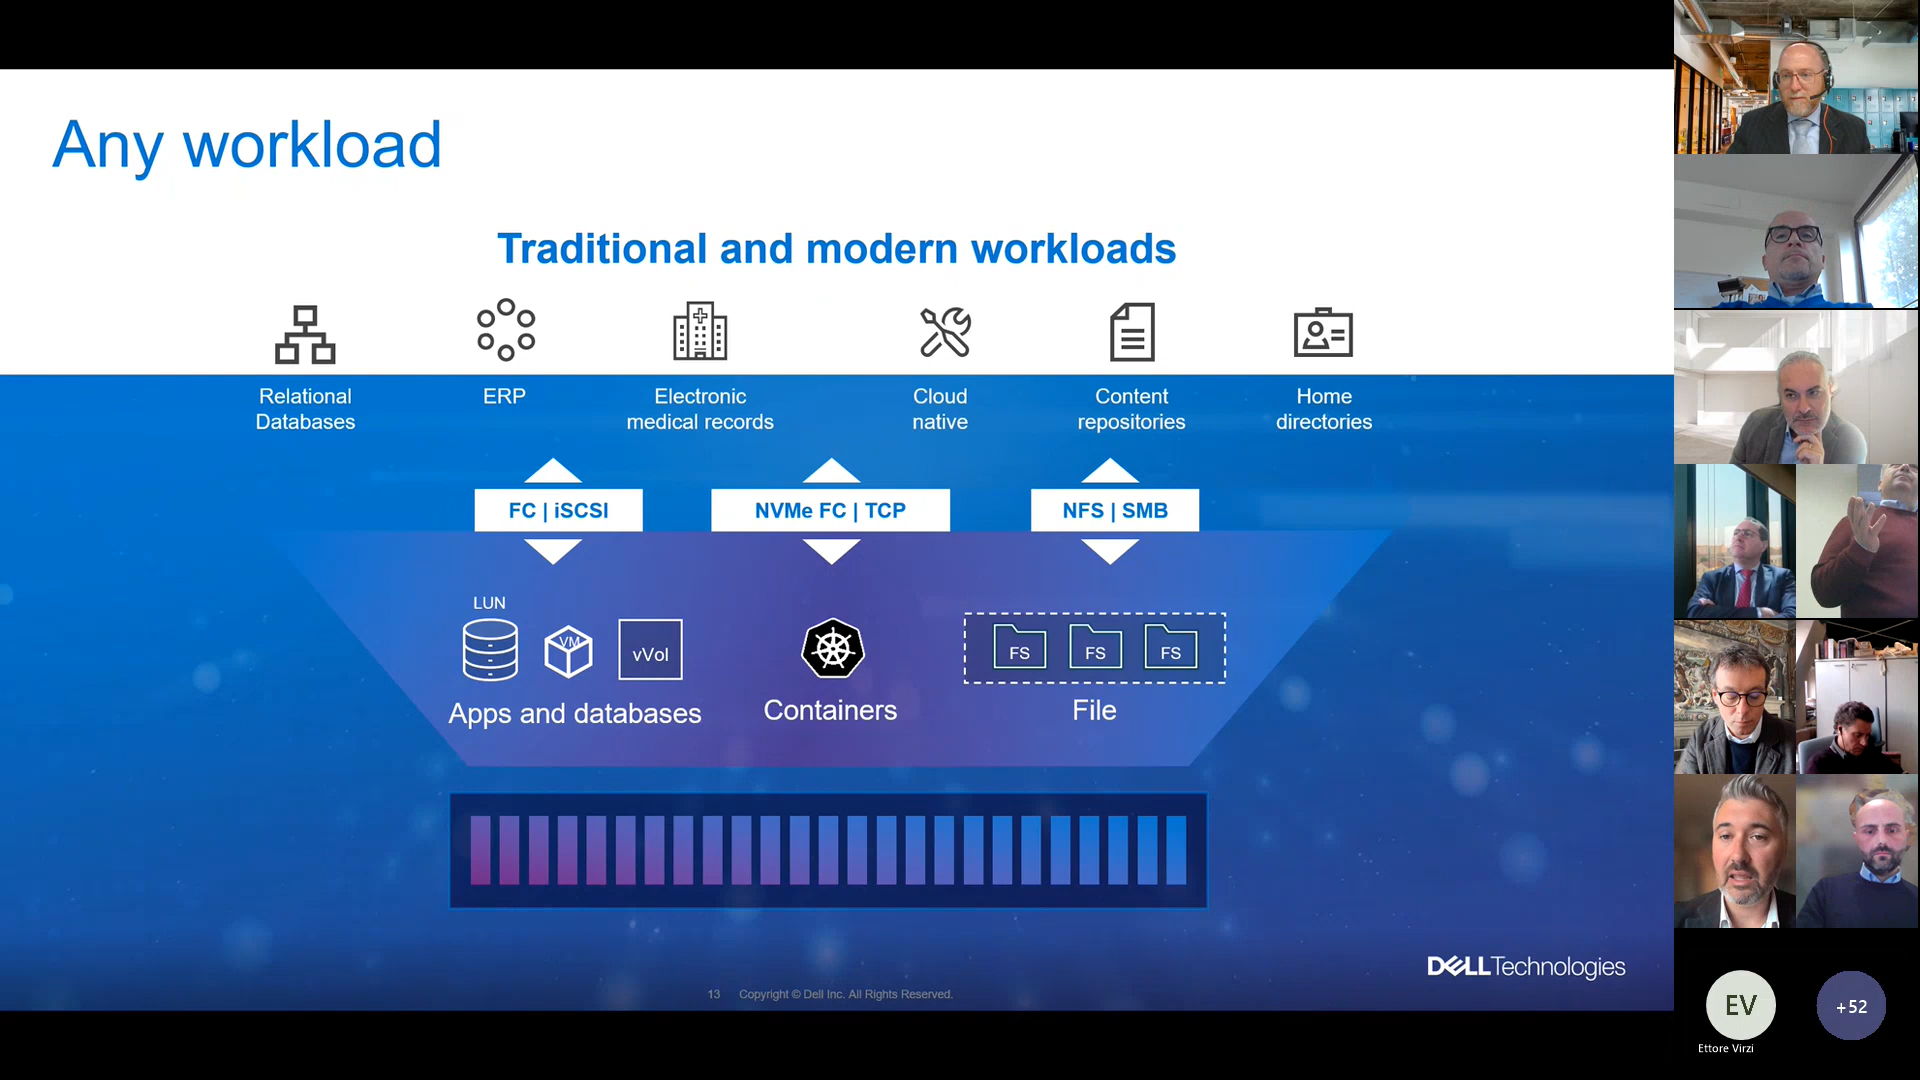 Any workload
Traditional and modern workloads
Relational
Databases
ERP
Electronic
medical records
Cloud
native
Content
repositories
Home
directories
FC | iSCSI
NVMe FC | TCP
NFS | SMB
LUN
VM
vVol
FS
FS
FS
Apps and databases
Containers
File
DELL Technologies
13
Copyright © Dell Inc. All Rights Reserved.
EV
Ettore Virzi
+52